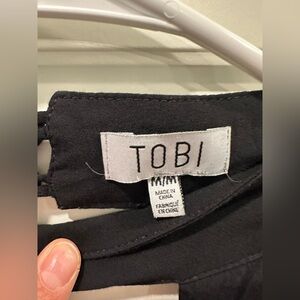 TOBI
M/M
MADE IN
CHINA
FABRIQUÉ
EN CHINE